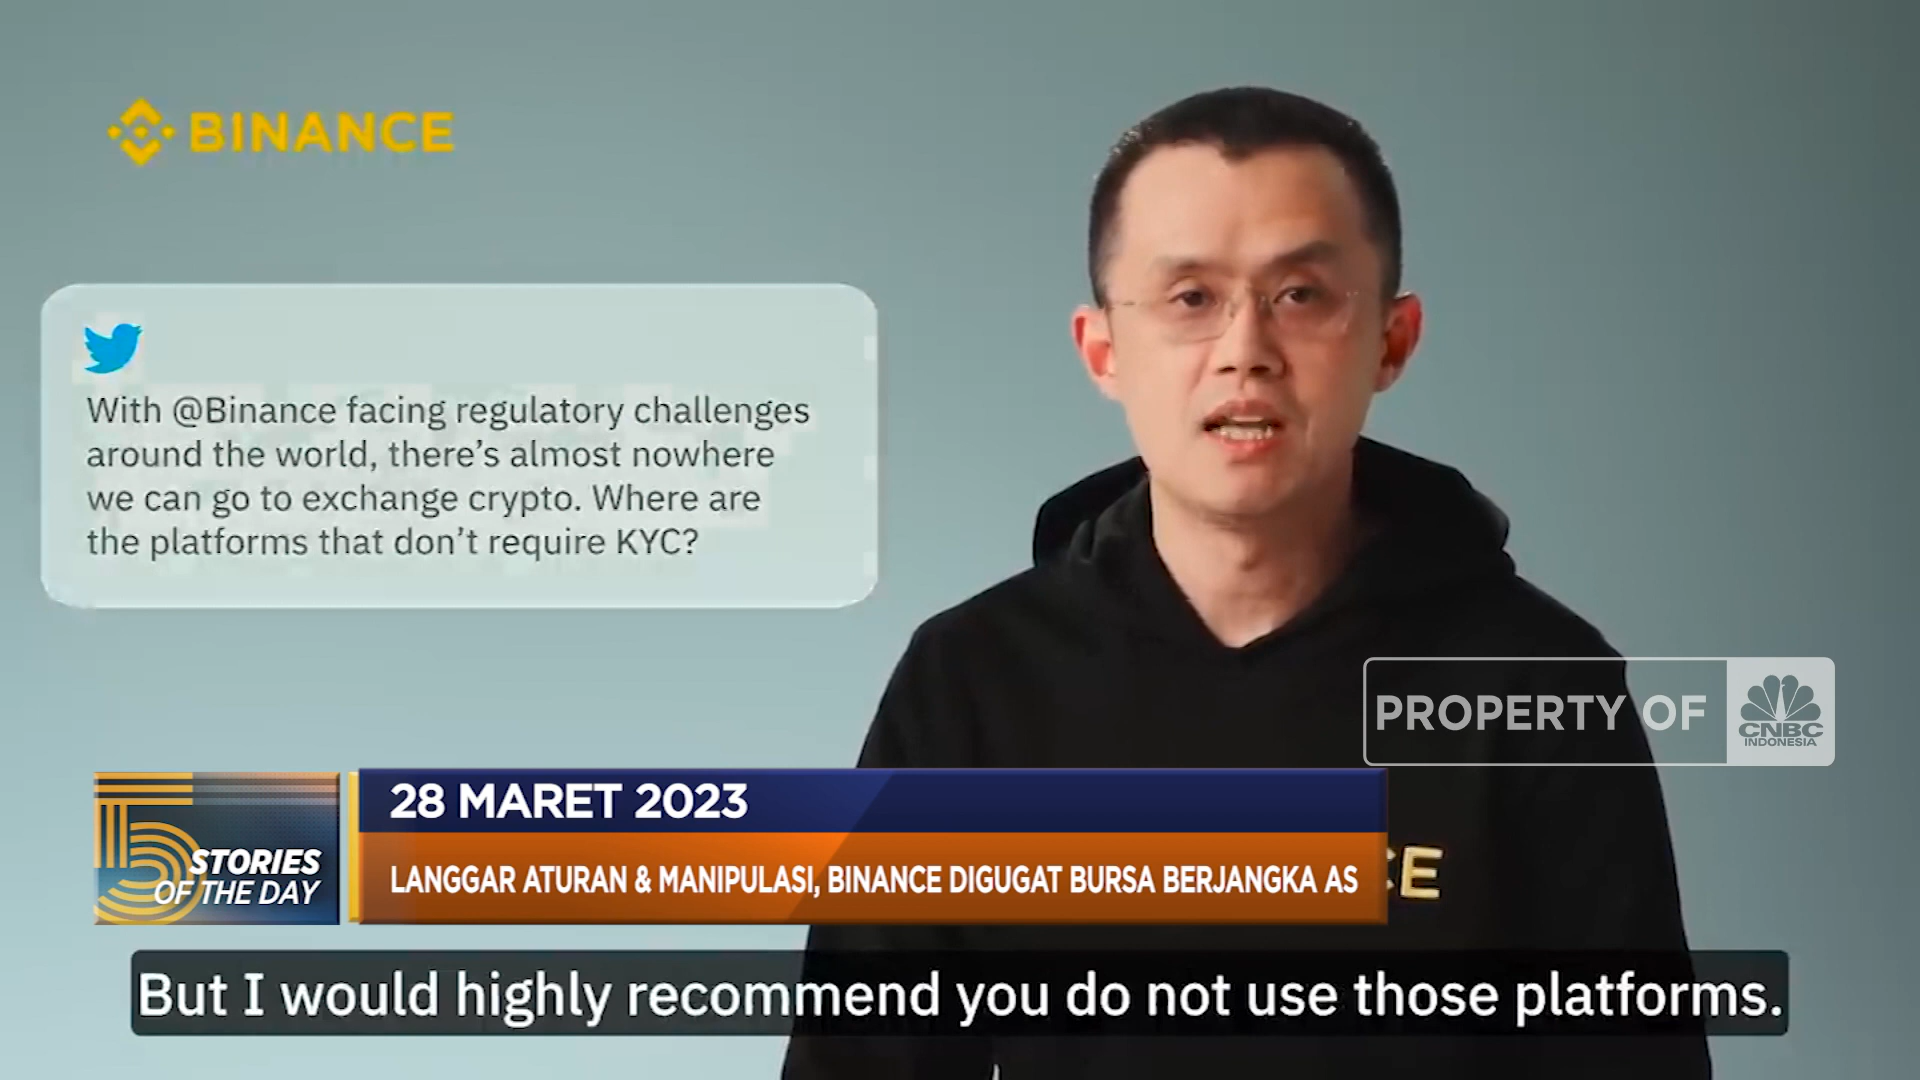 BINANCE
With @Binance facing regulatory challenges
around the world, there's almost nowhere
we can go to exchange crypto. Where are
the platforms that don't require KYC?
PROPERTY OF
CNBC
INDONESIA
5
STORIES
OF THE DAY
28 MARET 2023
LANGGAR ATURAN & MANIPULASI, BINANCE DIGUGAT BURSA BERJANGKA AS
CE
But I would highly recommend you do not use those platforms.